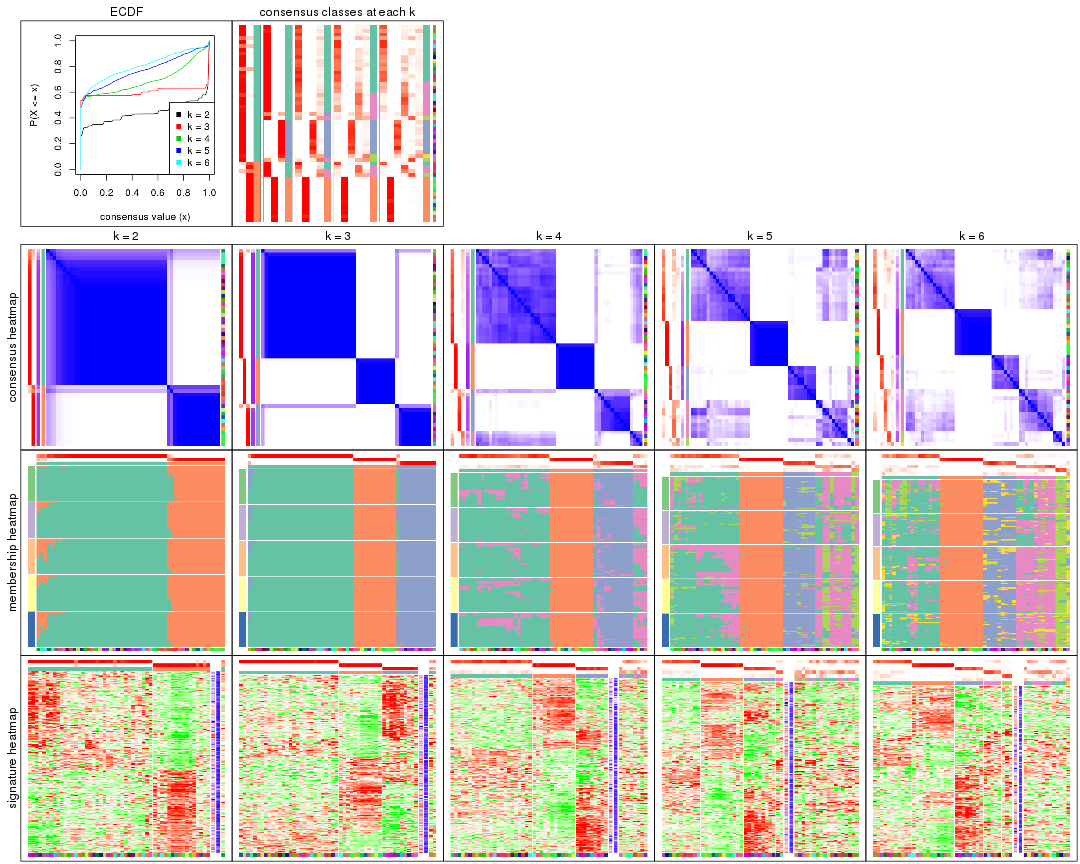 ECDF
consensus classes at each k
P(X <= x)
0.0 0.2 0.4 0.6 0.8 1.0
k = 2
k = 3
k = 4
k = 5
k = 6
0.0 0.2 0.4 0.6 0.8 1.0
consensus value (x)
k = 2 k = 3 k = 4 k = 5 k = 6
consensus heatmap
membership heatmap
signature heatmap